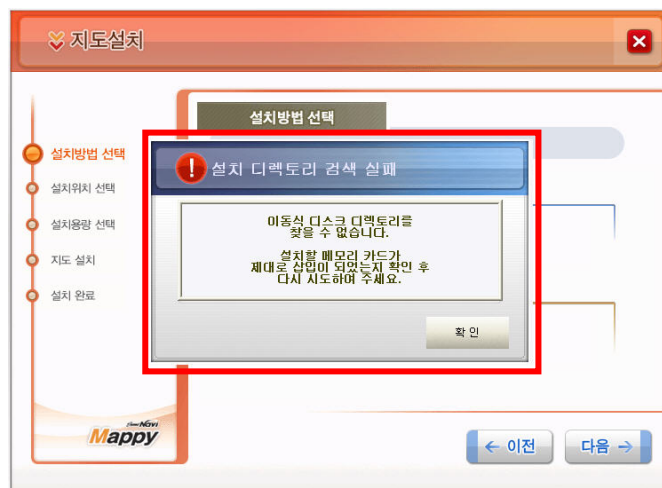 지도설치
설치방법 선택
설치방법 선택
설치위치 선택
설치용량 선택
지도 설치
설치 완료
설치 디렉토리 검색 실패
이동식 디스크 디렉토리를
찾을 수 없습니다.
설치할 메모리 카드가
제대로 삽입이 되었는지 확인 후
다시 시도하여 주세요.
확인
Mappy
← 이전
다음 →